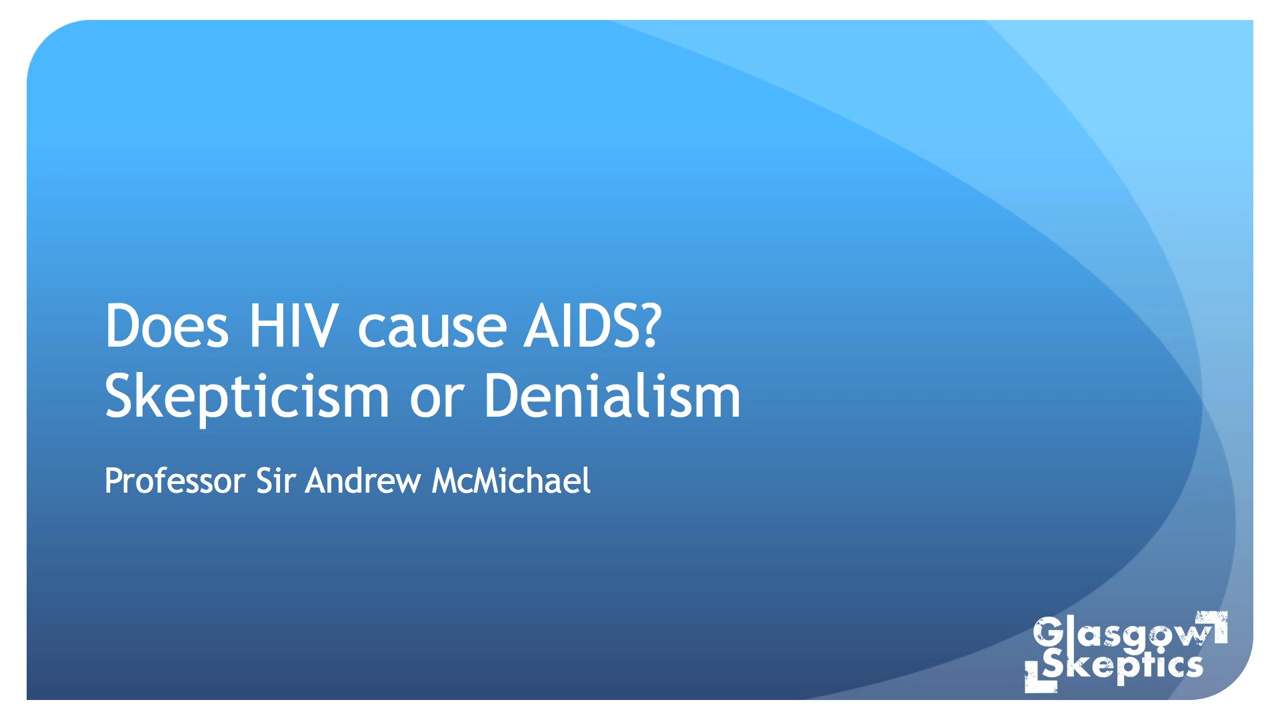 Does HIV cause AIDS?
Skepticism or Denialism
Professor Sir Andrew McMichael
Glasgow
Skeptics